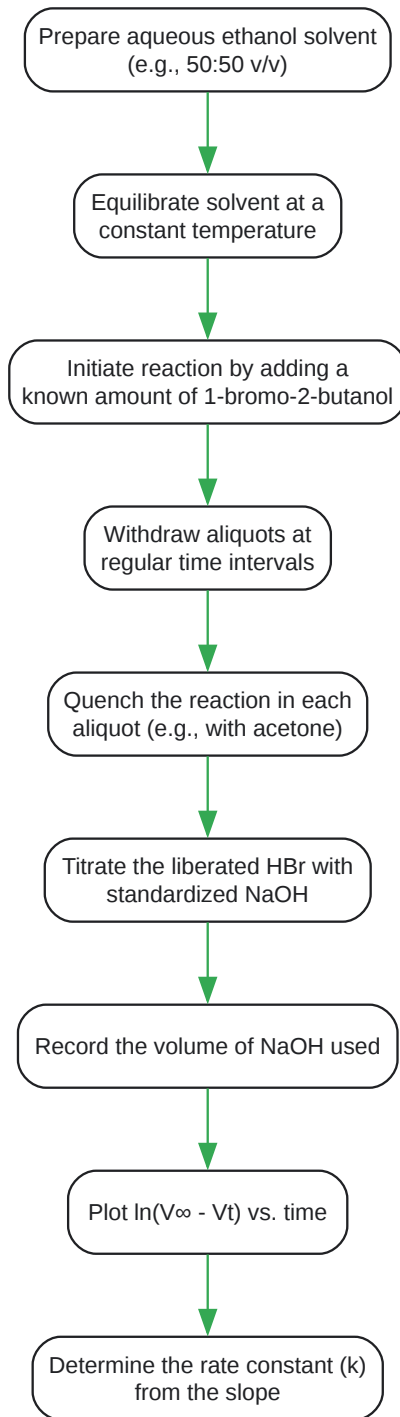 Prepare aqueous ethanol solvent
(e.g., 50:50 v/v)
Equilibrate solvent at a
constant temperature
Initiate reaction by adding a
known amount of 1-bromo-2-butanol
Withdraw aliquots at
regular time intervals
Quench the reaction in each
aliquot (e.g., with acetone)
Titrate the liberated HBr with
standardized NaOH
Record the volume of NaOH used
Plot ln(V∞ - Vt) vs. time
Determine the rate constant (k)
from the slope